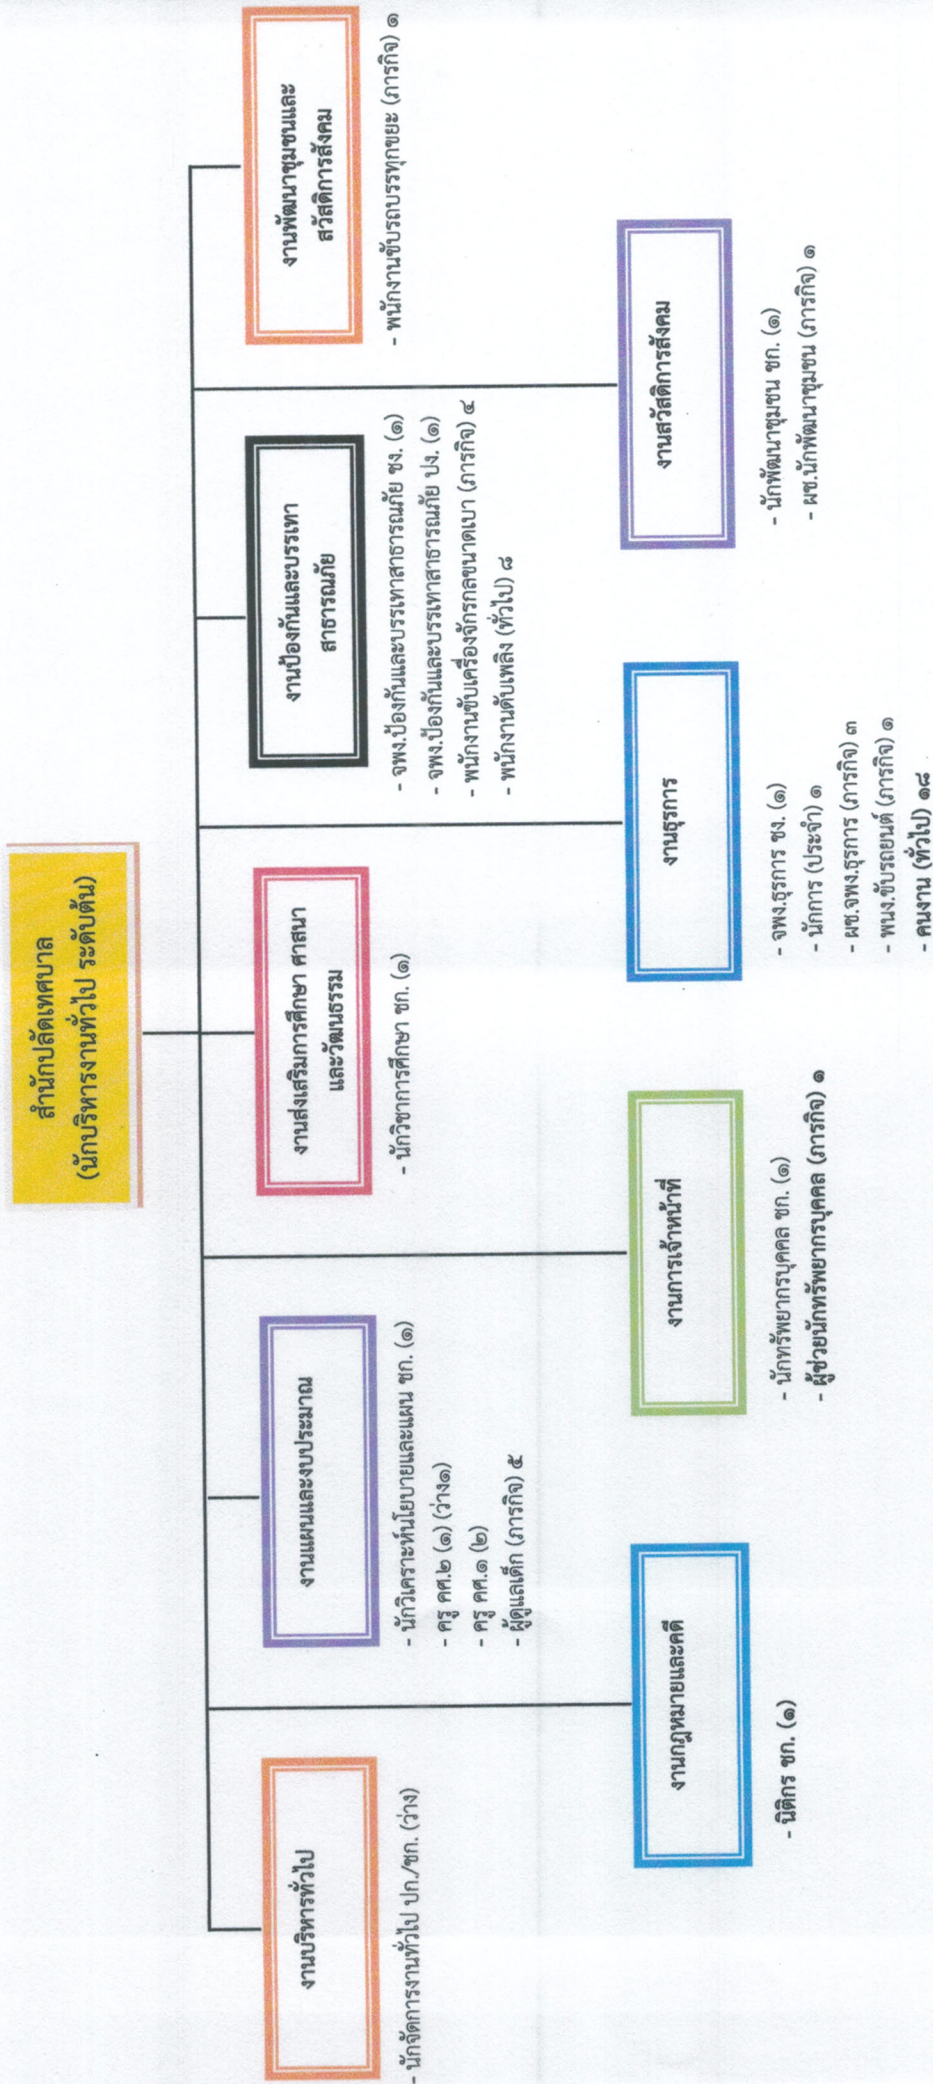 สำนักปลัดเทศบาล
(นักบริหารงานทั่วไป ระดับต้น)
งานบริหารทั่วไป
- นักจัดการงานทั่วไป ปก./ชก. (ว่าง)
งานแผนและงบประมาณ
- นักวิเคราะห์นโยบายและแผน ชก. (๑)
- ครู คศ.๒ (๑) (ว่าง๑)
- ครู คศ.๑ (๒)
- ผู้ดูแลเด็ก (ภารกิจ) ๕
งานส่งเสริมการศึกษา ศาสนา
และวัฒนธรรม
- นักวิชาการศึกษา ชก. (๑)
งานป้องกันและบรรเทา
สาธารณภัย
- จพง.ป้องกันและบรรเทาสาธารณภัย ชง. (๑)
- จพง.ป้องกันและบรรเทาสาธารณภัย ปง. (๑)
- พนักงานขับเครื่องจักรกลขนาดเบา (ภารกิจ) ๔
- พนักงานดับเพลิง (ทั่วไป) ๘
งานพัฒนาชุมชนและ
สวัสดิการสังคม
- พนักงานขับรถบรรทุกขยะ (ภารกิจ) ๑
งานกฎหมายและคดี
- นิติกร ชก. (๑)
งานการเจ้าหน้าที่
- นักทรัพยากรบุคคล ชก. (๑)
- ผู้ช่วยนักทรัพยากรบุคคล (ภารกิจ) ๑
งานธุรการ
- จพง.ธุรการ ชง. (๑)
- นักการ (ประจำ) ๑
- ผช.จพง.ธุรการ (ภารกิจ) ๓
- พนง.ขับรถยนต์ (ภารกิจ) ๑
- คนงาน (ทั่วไป) ๑๘
งานสวัสดิการสังคม
- นักพัฒนาชุมชน ชก. (๑)
- ผช.นักพัฒนาชุมชน (ภารกิจ) ๑